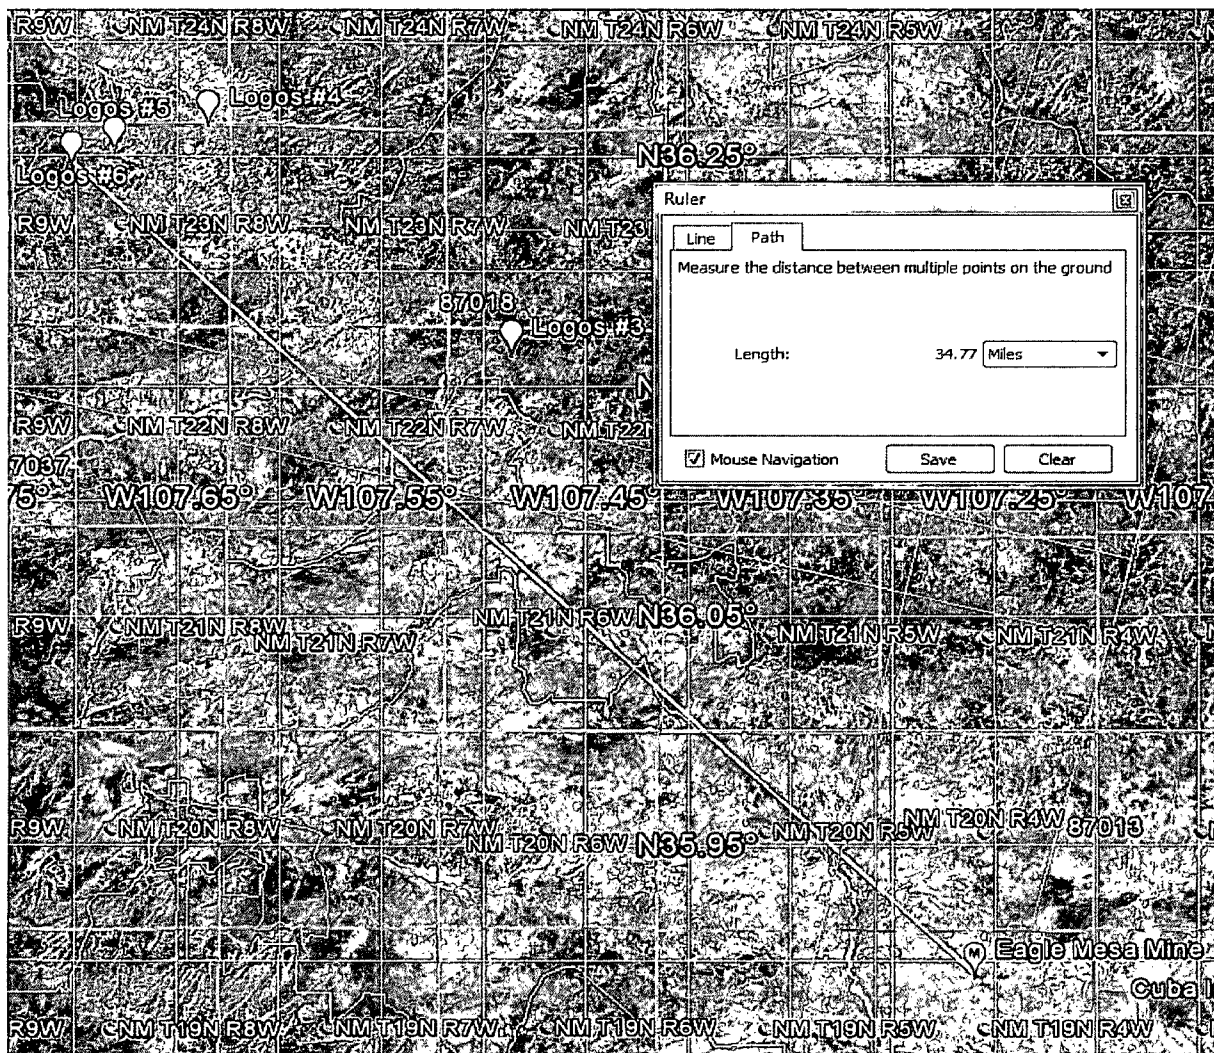 R9W NM T24N R8W NM T24N R7W NM T24N R6W NM T24N R5W
Logos #4
Logos #5
N36.25°
Logos #6
R9W NM T23N R8W NM T23N R7W NM T23
Ruler
Line Path
Measure the distance between multiple points on the ground
87018
Logos #3
Length: 34.77 Miles
N
R9W NM T22N R8W NM T22N R7W NM T22
Mouse Navigation Save Clear
7037
75° W107.65° W107.55° W107.45° W107.35° W107.25° W107
NM T21N R6W N36.05°
R9W NM T21N R8W NM T21N R7W NM T21N R5W NM T21N R4W
NM T20N R4W 87013
R9W NM T20N R8W NM T20N R7W NM T20N R6W N35.95° NM T20N R5W
M Eagle Mesa Mine
Cuba
R9W NM T19N R8W NM T19N R7W NM T19N R6W NM T19N R5W NM T19N R4W